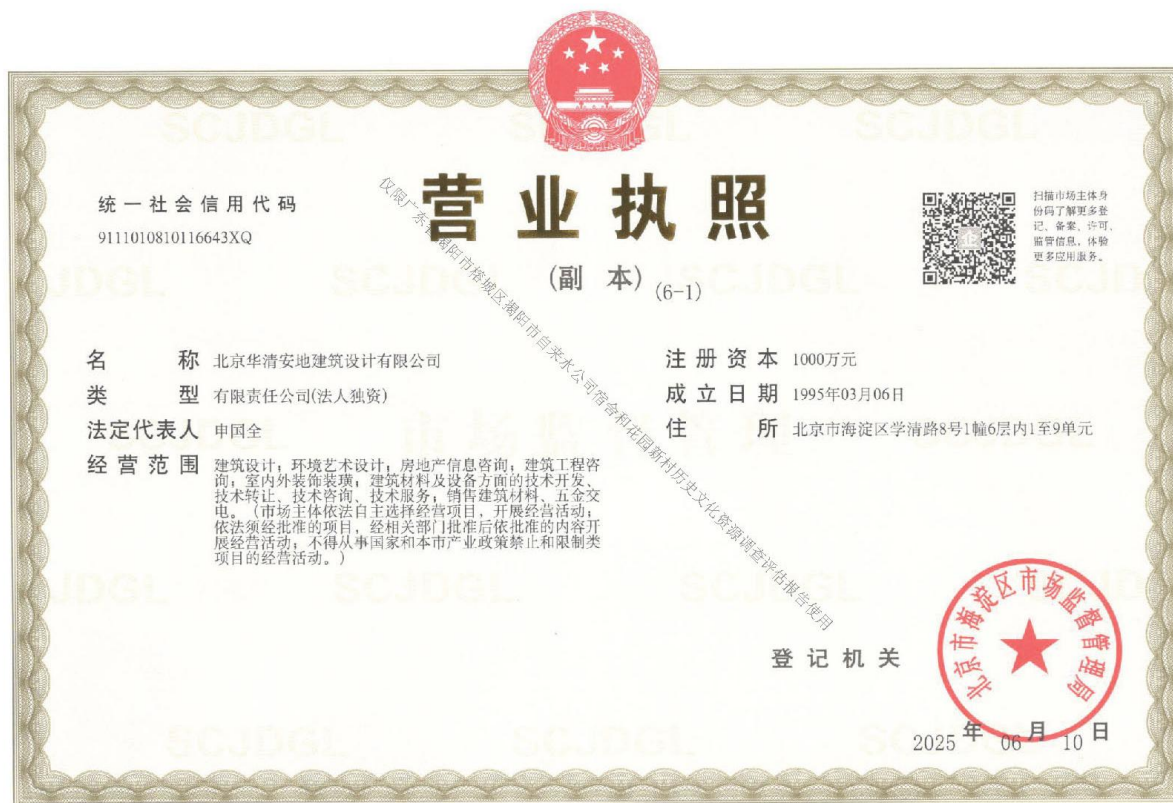 统一社会信用代码
9111010810116643XQ
营业执照
(副 本)(6-1)
扫描市场主体身
份码了解更多登
记、备案、许可、
监管信息，体验
更多应用服务。
名 称 北京华清安地建筑设计有限公司
类 型 有限责任公司(法人独资)
法定代表人 申国全
经营范围 建筑设计；环境艺术设计；房地产信息咨询；建筑工程咨
询；室内外装饰装璜；建筑材料及设备方面的技术开发、
技术转让、技术咨询、技术服务；销售建筑材料、五金交
电。（市场主体依法自主选择经营项目，开展经营活动；
依法须经批准的项目，经相关部门批准后依批准的内容开
展经营活动；不得从事国家和本市产业政策禁止和限制类
项目的经营活动。）
注册资本 1000万元
成立日期 1995年03月06日
住 所 北京市海淀区学清路8号1幢6层内1至9单元
仅限广东省揭阳市榕城区揭阳市自来水公司宿舍和花园新村历史文化资源调查评估报告使用
登记机关
北京市海淀区市场监督管理局
2025年 06月 10日
SCJDGL
企